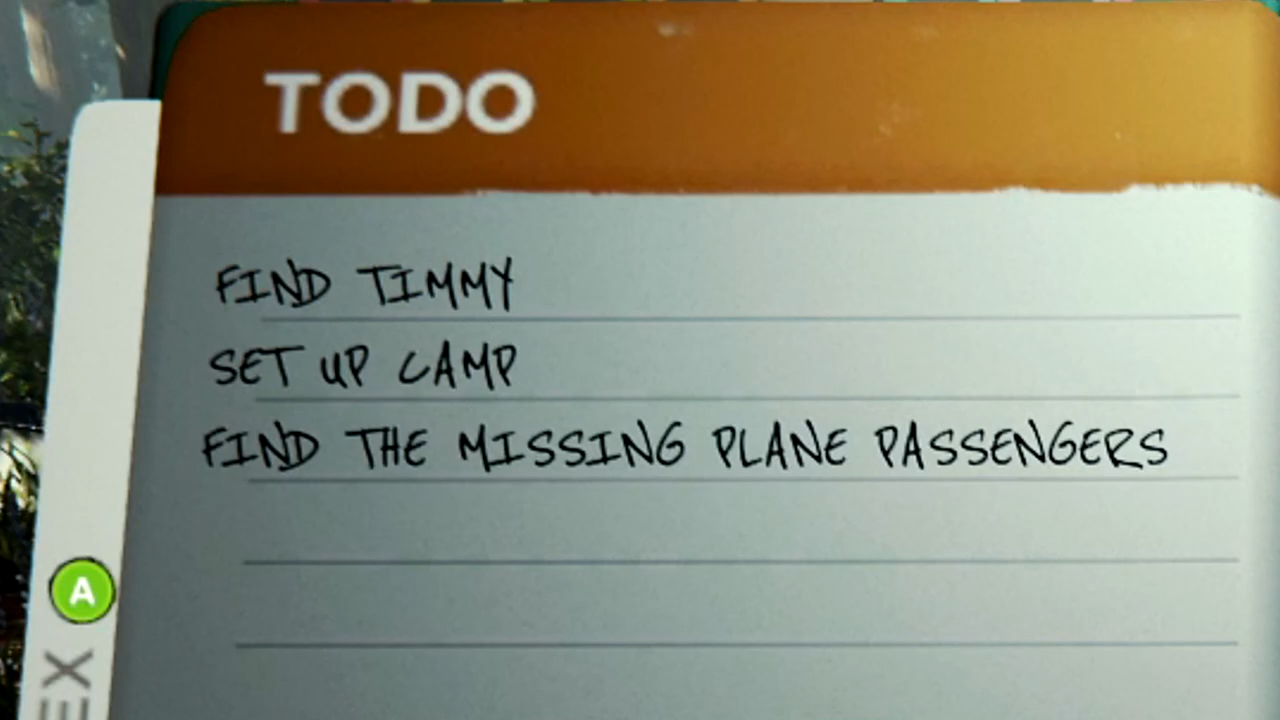 TODO
FIND TIMMY
SET UP CAMP
FIND THE MISSING PLANE PASSENGERS
A
EX